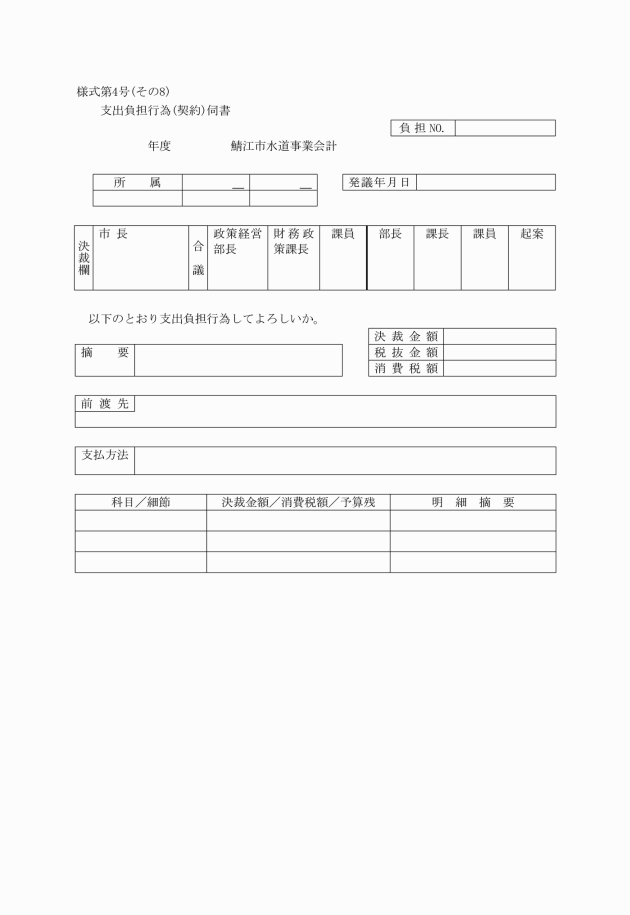 様式第4号(その8)
支出負担行為(契約)伺書
負担NO.
年度 鯖江市水道事業会計
所 属
発議年月日
決裁欄
市長
合議
政策経営部長
財務政策課長
課員
部長
課長
課員
起案
以下のとおり支出負担行為してよろしいか。
決裁金額
税抜金額
消費税額
摘 要
前渡先
支払方法
科目／細節 決裁金額／消費税額／予算残 明細摘要